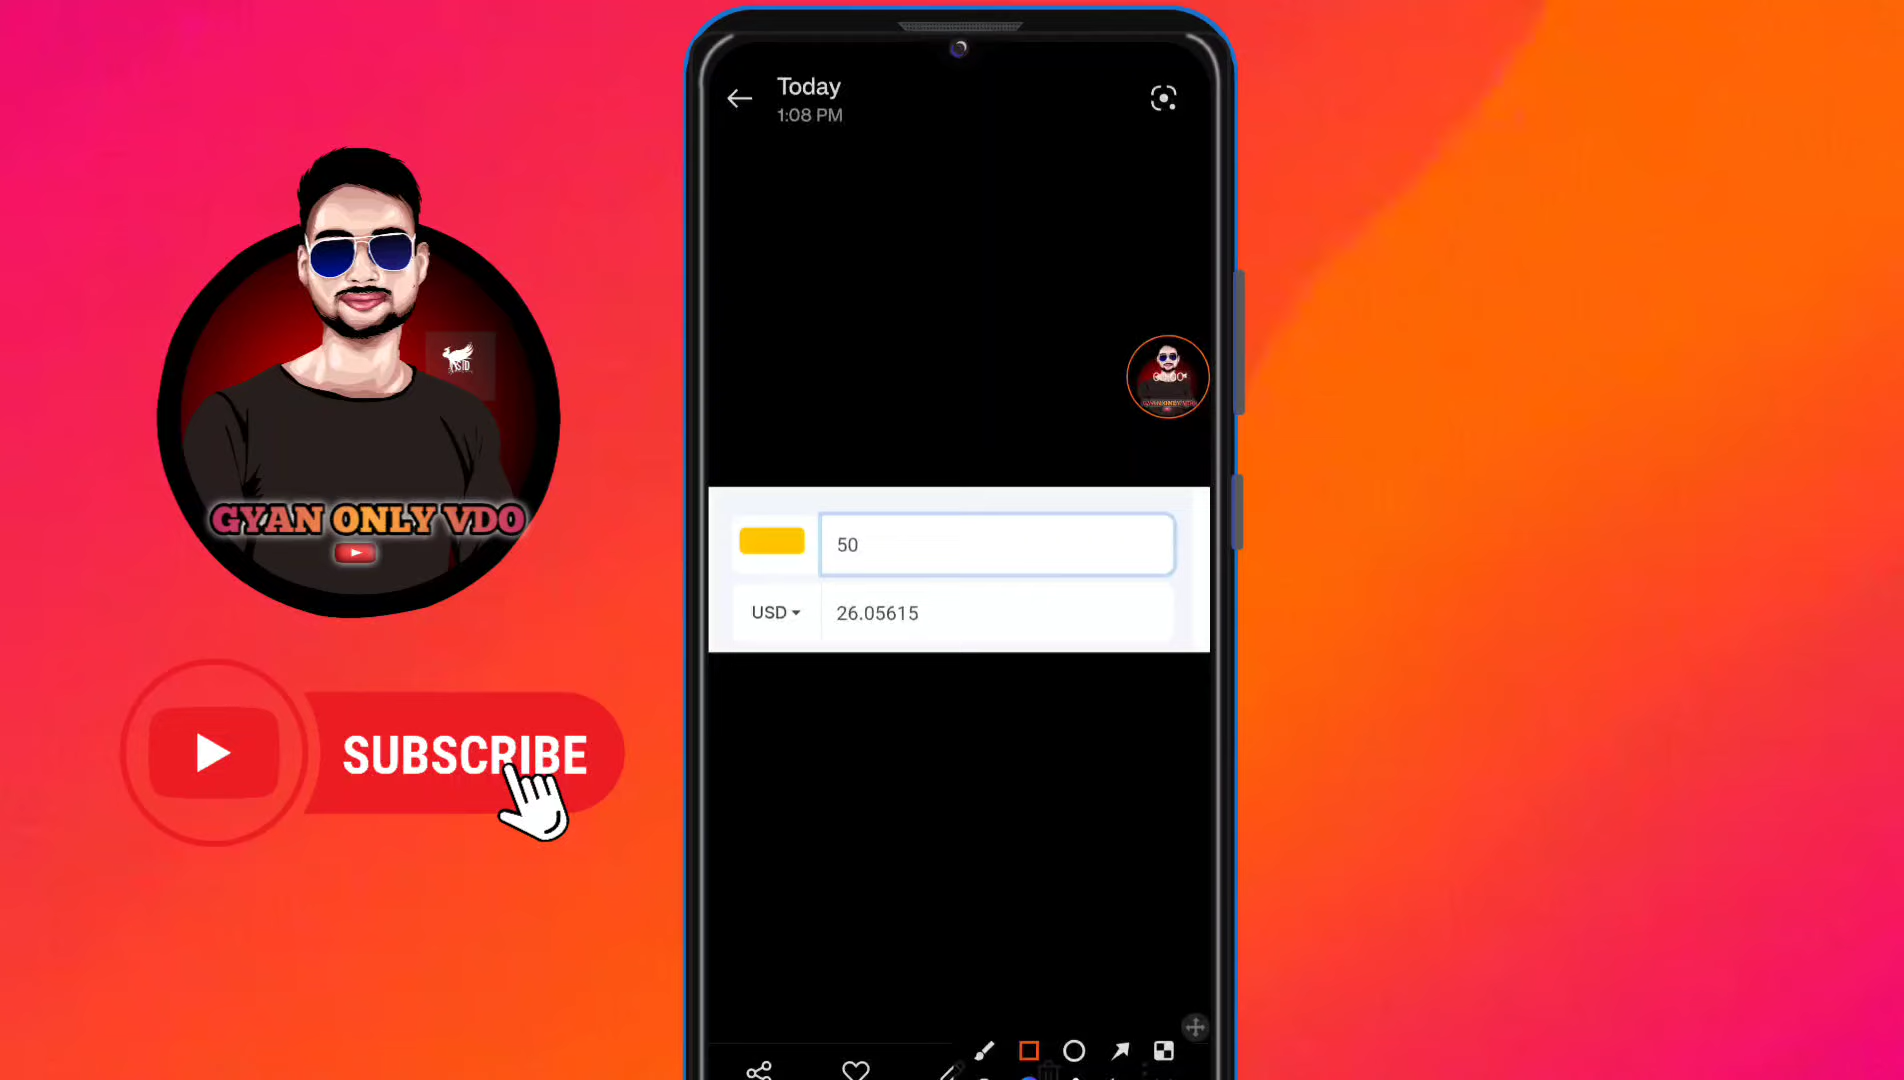 Today
1:08 PM
GYAN ONLY VDO
SUBSCRIBE
50
USD
26.05615